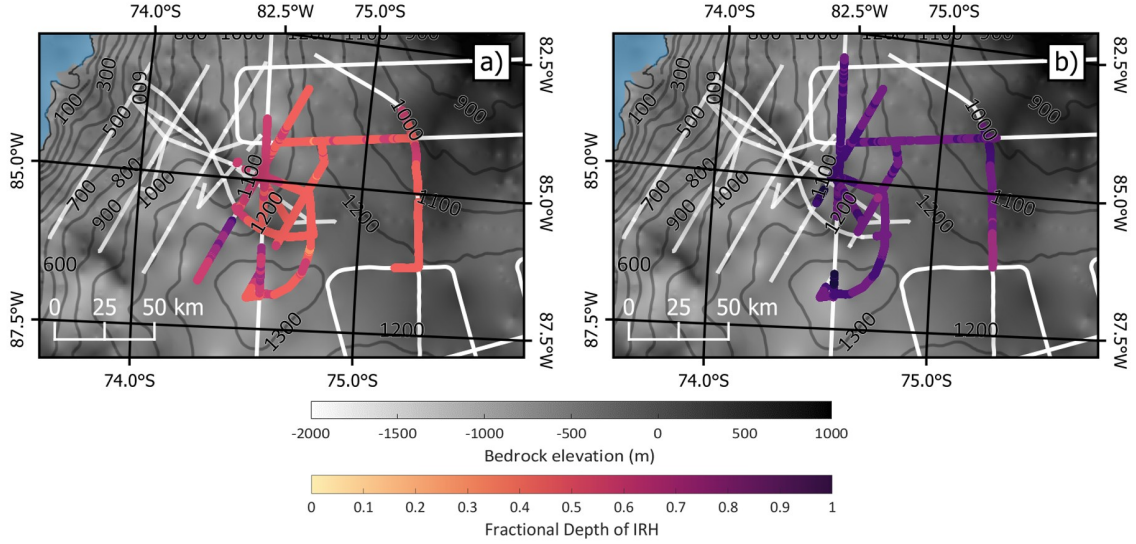 74.0°S 82.5°W 75.0°S 74.0°S 82.5°W 75.0°S
a) b)
82.5°W 82.5°W
100 300 600 500 1000 900 100 300 600 500 1000 900
85.0°W 85.0°W 85.0°W
700 800 900 1000 1100 1200 1200 1100 700 800 900 1000 1100 1200 1200 1100
600 600
0 25 50 km 0 25 50 km
1300 1200 1300 1200
87.5°W 87.5°W 87.5°W
74.0°S 75.0°S 74.0°S 75.0°S
-2000 -1500 -1000 -500 0 500 1000
Bedrock elevation (m)
0 0.1 0.2 0.3 0.4 0.5 0.6 0.7 0.8 0.9 1
Fractional Depth of IRH